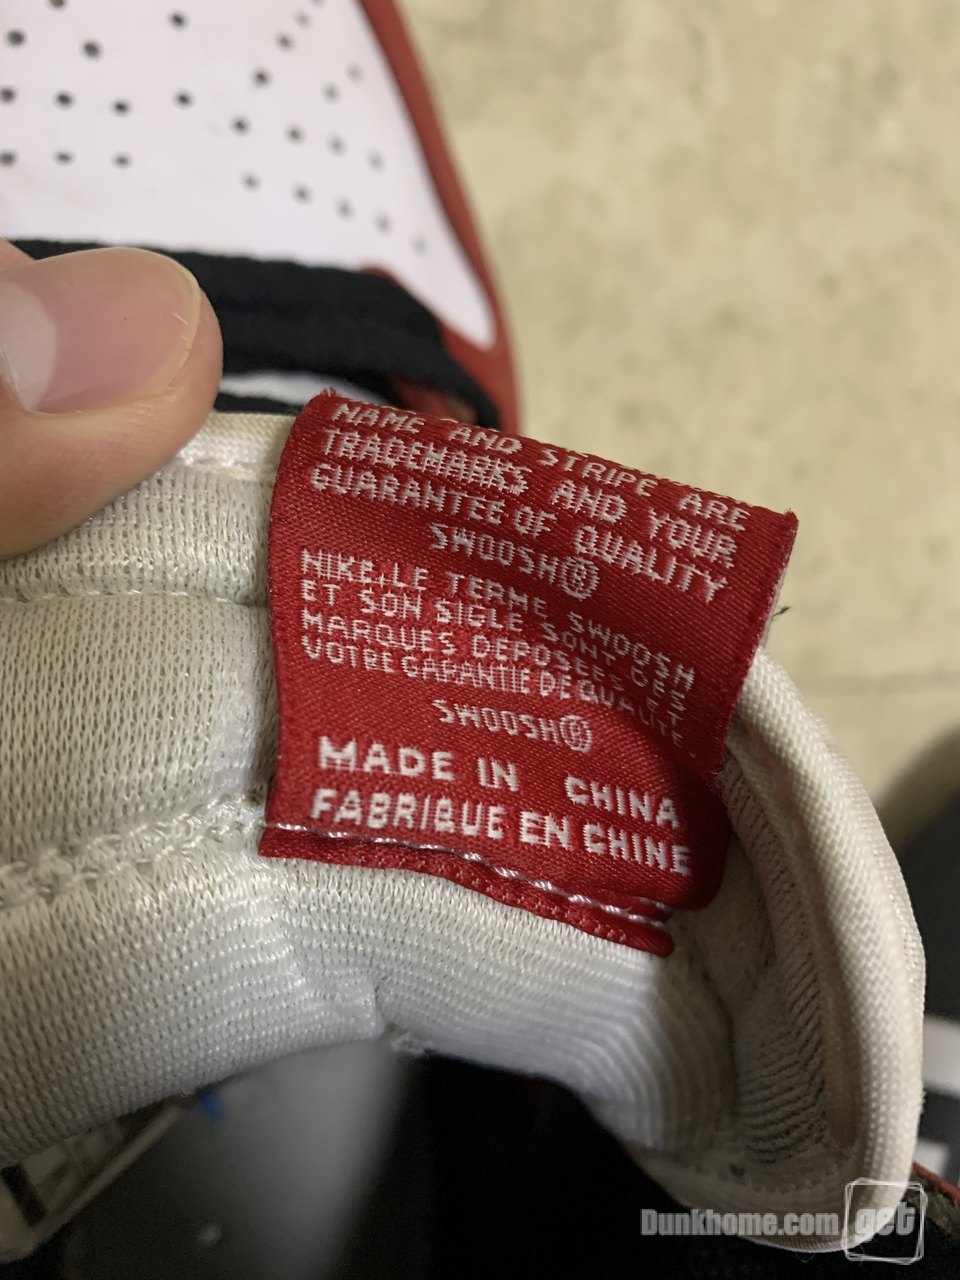 NAME AND STRIPE ARE
TRADEMARKS AND YOUR
GUARANTEE OF QUALITY
SWOOSH®
NIKE, LE TERME SWOOSH
ET SON SIGLE SONT DES
MARQUES DEPOSEES ET
VOTRE GARANTIE DE QUALITE.
SWOOSH®
MADE IN CHINA
FABRIQUE EN CHINE
Dunkhome.com get